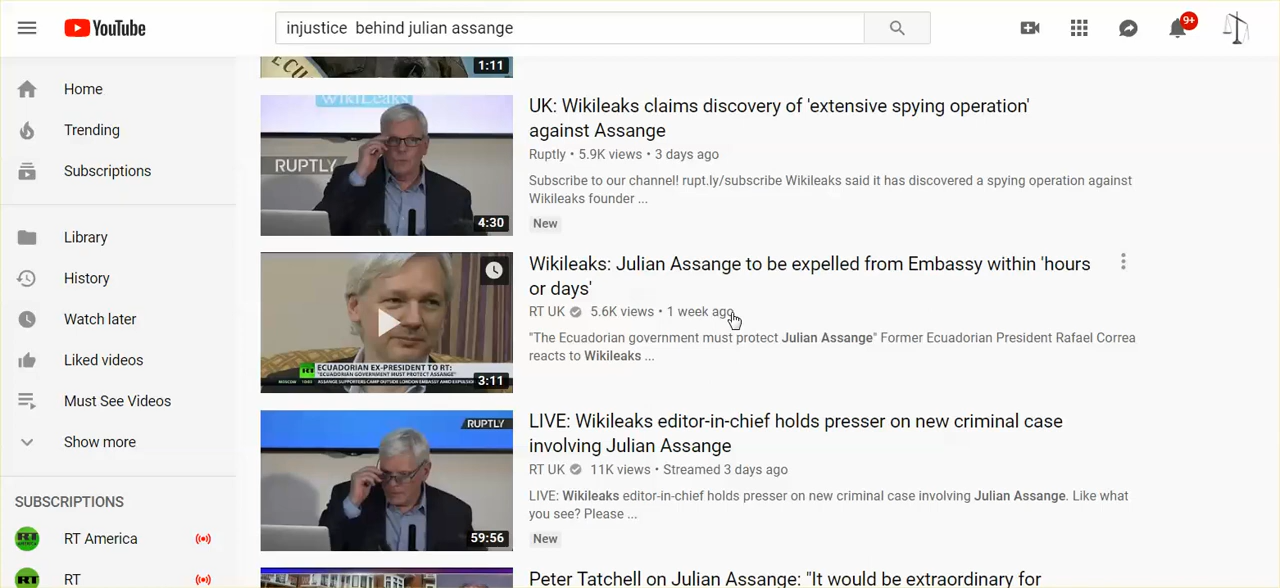 YouTube
injustice  behind julian assange
9+
Home
Trending
Subscriptions
Library
History
Watch later
Liked videos
Must See Videos
Show more
SUBSCRIPTIONS
RT America
RT
ECU
1:11
WikiLeaks
RUPTLY
4:30
UK: Wikileaks claims discovery of 'extensive spying operation'
against Assange
Ruptly • 5.9K views • 3 days ago
Subscribe to our channel! rupt.ly/subscribe Wikileaks said it has discovered a spying operation against
Wikileaks founder ...
New
ECUADORIAN EX-PRESIDENT TO RT:
"ECUADORIAN GOVERNMENT MUST PROTECT ASSANGE"
3:11
Wikileaks: Julian Assange to be expelled from Embassy within 'hours
or days'
RT UK 5.6K views • 1 week ago
"The Ecuadorian government must protect Julian Assange" Former Ecuadorian President Rafael Correa
reacts to Wikileaks ...
RUPTLY
59:56
LIVE: Wikileaks editor-in-chief holds presser on new criminal case
involving Julian Assange
RT UK 11K views • Streamed 3 days ago
LIVE: Wikileaks editor-in-chief holds presser on new criminal case involving Julian Assange. Like what
you see? Please ...
New
Peter Tatchell on Julian Assange: "It would be extraordinary for